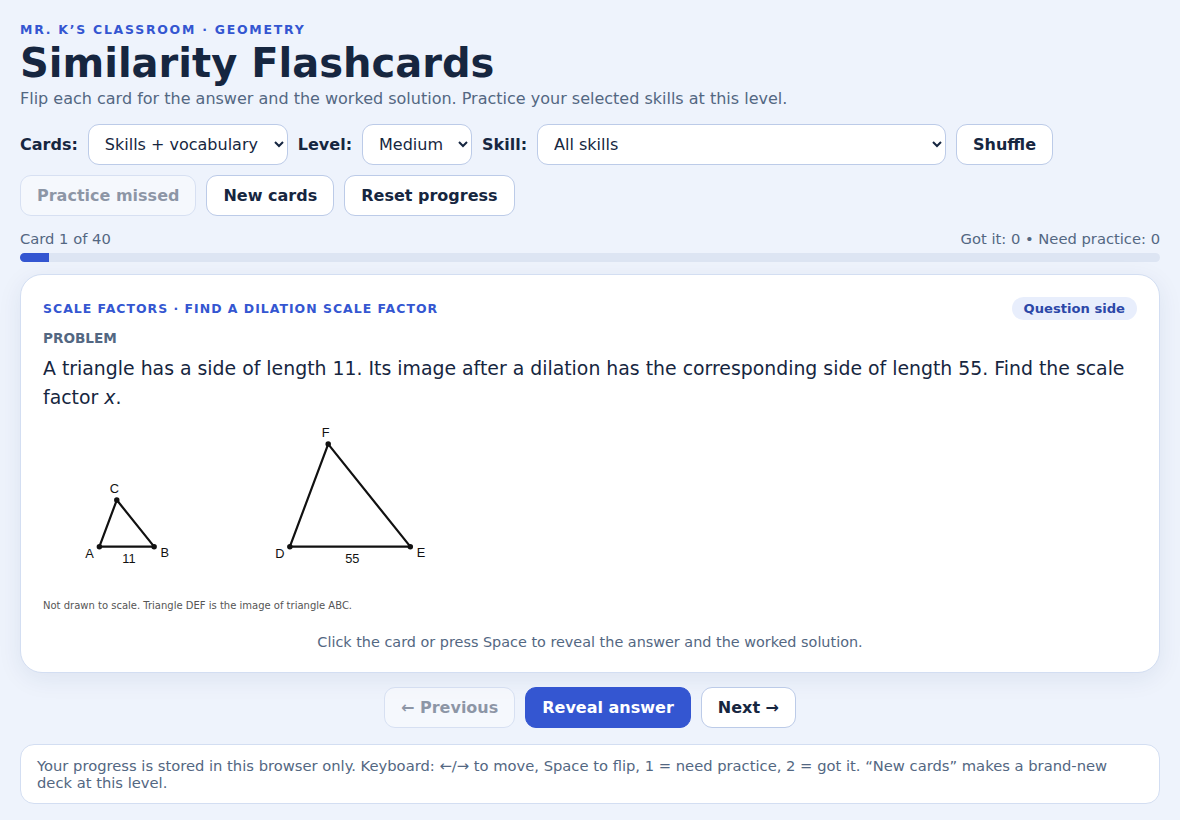 MR. K’S CLASSROOM · GEOMETRY
Similarity Flashcards
Flip each card for the answer and the worked solution. Practice your selected skills at this level.
Cards: Skills + vocabulary Level: Medium Skill: All skills Shuffle
Practice missed New cards Reset progress
Card 1 of 40 Got it: 0 • Need practice: 0
SCALE FACTORS · FIND A DILATION SCALE FACTOR Question side
PROBLEM
A triangle has a side of length 11. Its image after a dilation has the corresponding side of length 55. Find the scale
factor x.
F
C
A 11 B D 55 E
Not drawn to scale. Triangle DEF is the image of triangle ABC.
Click the card or press Space to reveal the answer and the worked solution.
← Previous Reveal answer Next →
Your progress is stored in this browser only. Keyboard: ←/→ to move, Space to flip, 1 = need practice, 2 = got it. “New cards” makes a brand-new
deck at this level.